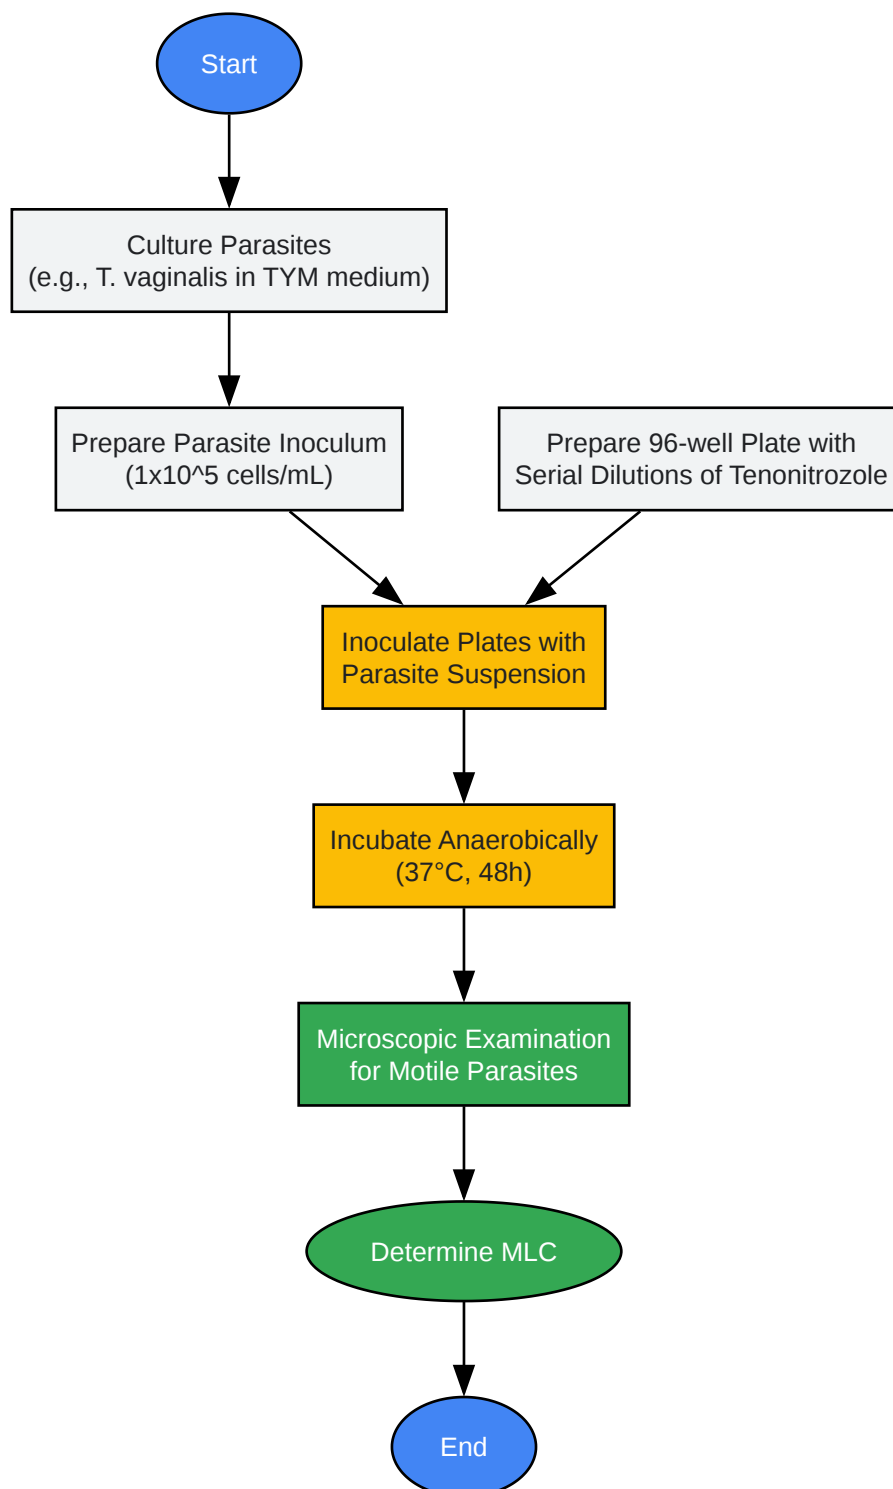 Start
Culture Parasites
(e.g., T. vaginalis in TYM medium)
Prepare Parasite Inoculum
(1x10^5 cells/mL)
Prepare 96-well Plate with
Serial Dilutions of Tenonitrozole
Inoculate Plates with
Parasite Suspension
Incubate Anaerobically
(37°C, 48h)
Microscopic Examination
for Motile Parasites
Determine MLC
End